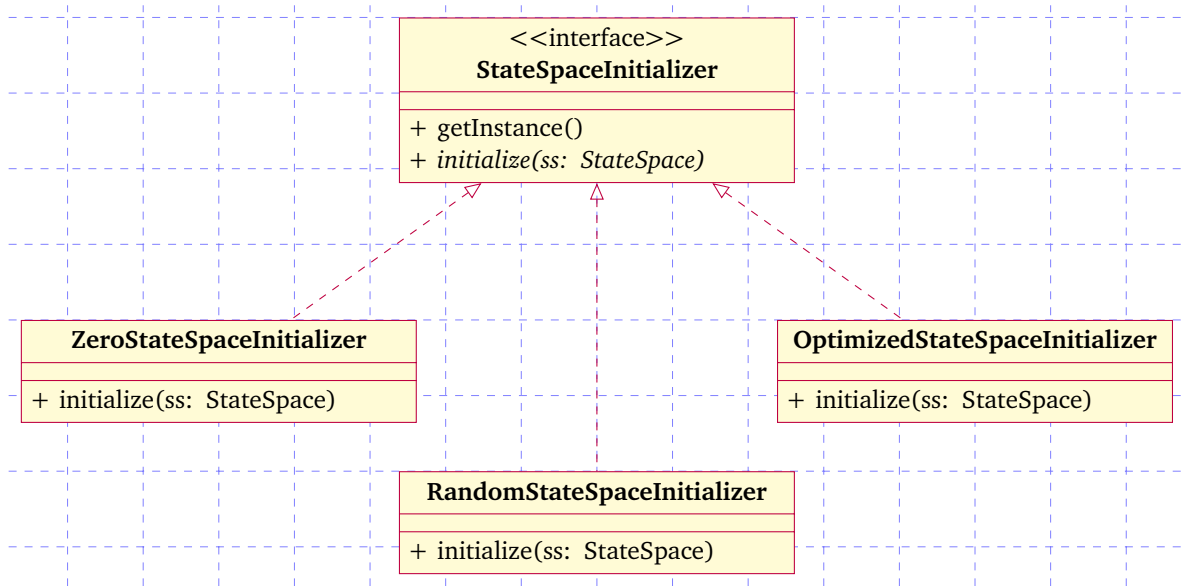 <<interface>>
StateSpaceInitializer
+ getInstance()
+ initialize(ss: StateSpace)
ZeroStateSpaceInitializer
+ initialize(ss: StateSpace)
OptimizedStateSpaceInitializer
+ initialize(ss: StateSpace)
RandomStateSpaceInitializer
+ initialize(ss: StateSpace)